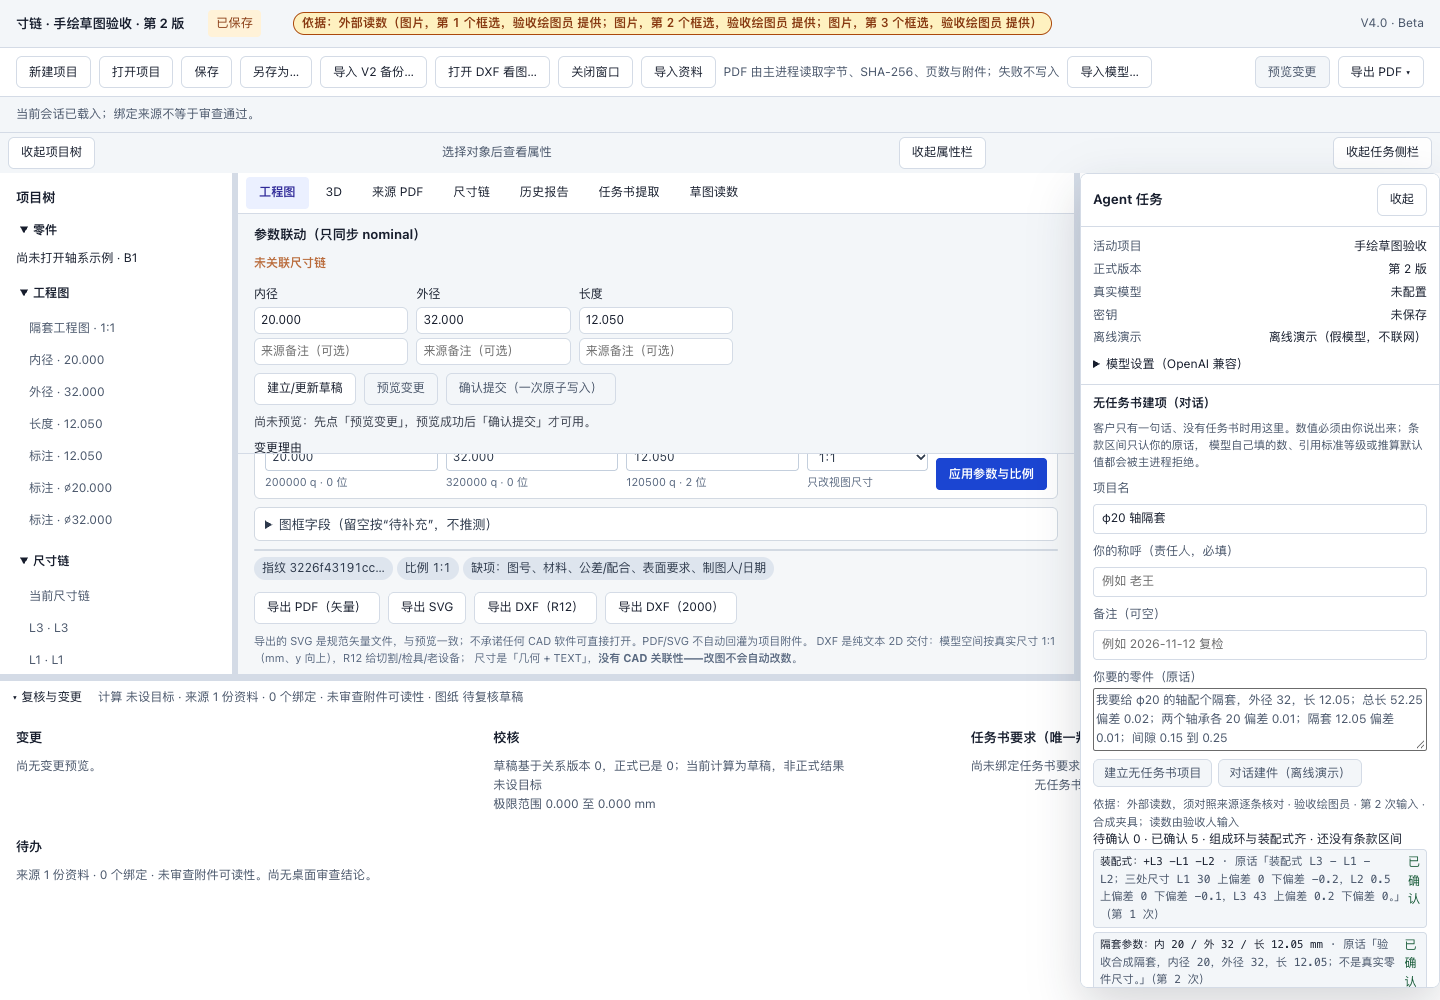 寸链 · 手绘草图验收 · 第 2 版
已保存
依据：外部读数（图片，第 1 个框选，验收绘图员 提供；图片，第 2 个框选，验收绘图员 提供；图片，第 3 个框选，验收绘图员 提供）
V4.0 · Beta
新建项目
打开项目
保存
另存为...
导入 V2 备份...
打开 DXF 看图...
关闭窗口
导入资料
PDF 由主进程读取字节、SHA-256、页数与附件；失败不写入
导入模型...
预览变更
导出 PDF ▾
当前会话已载入；绑定来源不等于审查通过。
收起项目树
选择对象后查看属性
收起属性栏
收起任务侧栏
项目树
▼ 零件
尚未打开轴系示例 · B1
▼ 工程图
隔套工程图 · 1:1
内径 · 20.000
外径 · 32.000
长度 · 12.050
标注 · 12.050
标注 · ⌀20.000
标注 · ⌀32.000
▼ 尺寸链
当前尺寸链
L3 · L3
L1 · L1
工程图
3D
来源 PDF
尺寸链
历史报告
任务书提取
草图读数
参数联动（只同步 nominal）
未关联尺寸链
内径
外径
长度
20.000
32.000
12.050
来源备注（可选）
来源备注（可选）
来源备注（可选）
建立/更新草稿
预览变更
确认提交（一次原子写入）
尚未预览：先点「预览变更」，预览成功后「确认提交」才可用。
变更理由
20.000
32.000
12.050
1:1
应用参数与比例
200000 q · 0 位
320000 q · 0 位
120500 q · 2 位
只改视图尺寸
▶ 图框字段（留空按“待补充”，不推测）
指纹 3226f43191cc...
比例 1:1
缺项：图号、材料、公差/配合、表面要求、制图人/日期
导出 PDF（矢量）
导出 SVG
导出 DXF（R12）
导出 DXF（2000）
导出的 SVG 是规范矢量文件，与预览一致；不承诺任何 CAD 软件可直接打开。PDF/SVG 不自动回灌为项目附件。 DXF 是纯文本 2D 交付：模型空间按真实尺寸 1:1
（mm、y 向上），R12 给切割/检具/老设备； 尺寸是「几何 + TEXT」，没有 CAD 关联性——改图不会自动改数。
▾ 复核与变更
计算 未设目标 · 来源 1 份资料 · 0 个绑定 · 未审查附件可读性 · 图纸 待复核草稿
变更
尚无变更预览。
校核
草稿基于关系版本 0，正式已是 0；当前计算为草稿，非正式结果
未设目标
极限范围 0.000 至 0.000 mm
任务书要求（唯一
尚未绑定任务书要求
无任务书
待办
来源 1 份资料 · 0 个绑定 · 未审查附件可读性。尚无桌面审查结论。
Agent 任务
收起
活动项目
手绘草图验收
正式版本
第 2 版
真实模型
未配置
密钥
未保存
离线演示
离线演示（假模型，不联网）
▶ 模型设置（OpenAI 兼容）
无任务书建项（对话）
客户只有一句话、没有任务书时用这里。数值必须由你说出来；条
款区间只认你的原话， 模型自己填的数、引用标准等级或推算默认
值都会被主进程拒绝。
项目名
φ20 轴隔套
你的称呼（责任人，必填）
例如 老王
备注（可空）
例如 2026-11-12 复检
你要的零件（原话）
我要给 φ20 的轴配个隔套，外径 32，长 12.05；总长 52.25
偏差 0.02；两个轴承各 20 偏差 0.01；隔套 12.05 偏差
0.01；间隙 0.15 到 0.25
建立无任务书项目
对话建件（离线演示）
依据：外部读数，须对照来源逐条核对 · 验收绘图员 · 第 2 次输入 ·
合成夹具；读数由验收人输入
待确认 0 · 已确认 5 · 组成环与装配式齐 · 还没有条款区间
装配式：+L3 −L1 −L2 · 原话「装配式 L3 − L1 −
L2；三处尺寸 L1 30 上偏差 0 下偏差 −0.2，L2 0.5
上偏差 0 下偏差 −0.1，L3 43 上偏差 0.2 下偏差 0。」
（第 1 次）
已确认
隔套参数：内 20 / 外 32 / 长 12.05 mm · 原话「验
收合成隔套，内径 20，外径 32，长 12.05；不是真实零
件尺寸。」（第 2 次）
已确认